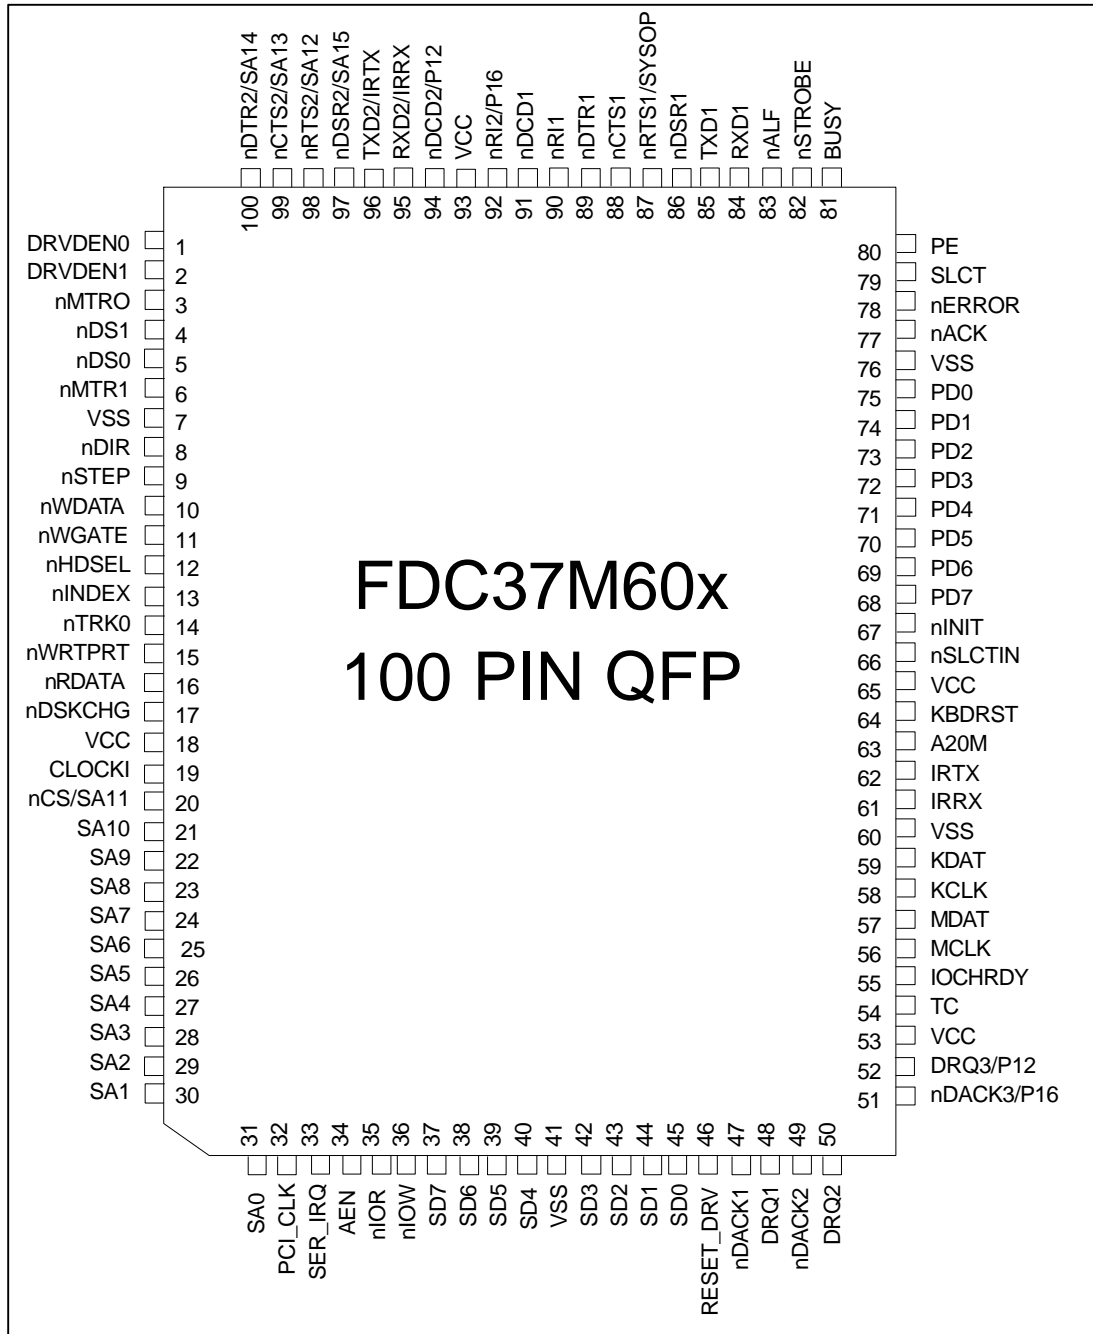 nDTR2/SA14
nCTS2/SA13
nRTS2/SA12
nDSR2/SA15
TXD2/IRTX
RXD2/IRRX
nDCD2/P12
VCC
nRI2/P16
nDCD1
nRI1
nDTR1
nCTS1
nRTS1/SYSOP
nDSR1
TXD1
RXD1
nALF
nSTROBE
BUSY
100
99
98
97
96
95
94
93
92
91
90
89
88
87
86
85
84
83
82
81
DRVDEN0 1
DRVDEN1 2
nMTRO 3
nDS1 4
nDS0 5
nMTR1 6
VSS 7
nDIR 8
nSTEP 9
nWDATA 10
nWGATE 11
nHDSEL 12
nINDEX 13
nTRK0 14
nWRTPRT 15
nRDATA 16
nDSKCHG 17
VCC 18
CLOCKI 19
nCS/SA11 20
SA10 21
SA9 22
SA8 23
SA7 24
SA6 25
SA5 26
SA4 27
SA3 28
SA2 29
SA1 30
FDC37M60x
100 PIN QFP
80 PE
79 SLCT
78 nERROR
77 nACK
76 VSS
75 PD0
74 PD1
73 PD2
72 PD3
71 PD4
70 PD5
69 PD6
68 PD7
67 nINIT
66 nSLCTIN
65 VCC
64 KBDRST
63 A20M
62 IRTX
61 IRRX
60 VSS
59 KDAT
58 KCLK
57 MDAT
56 MCLK
55 IOCHRDY
54 TC
53 VCC
52 DRQ3/P12
51 nDACK3/P16
31
32
33
34
35
36
37
38
39
40
41
42
43
44
45
46
47
48
49
50
SA0
PCI_CLK
SER_IRQ
AEN
nIOR
nIOW
SD7
SD6
SD5
SD4
VSS
SD3
SD2
SD1
SD0
RESET_DRV
nDACK1
DRQ1
nDACK2
DRQ2